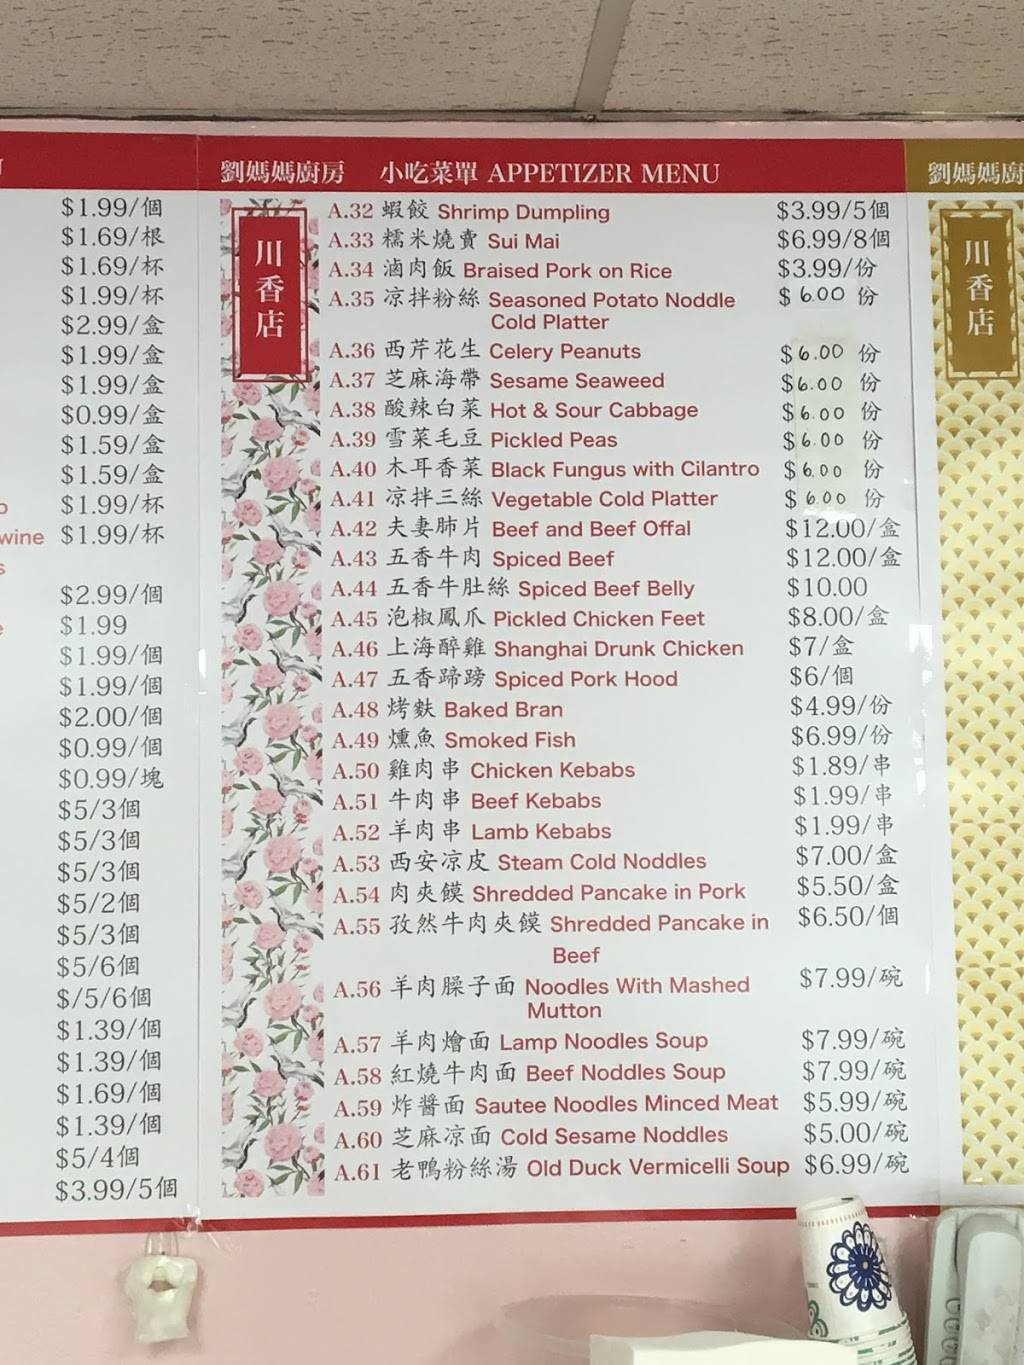 $1.99/個
$1.69/根
$1.69/杯
$1.99/杯
$2.99/盒
$1.99/盒
$1.99/盒
$0.99/盒
$1.59/盒
$1.59/盒
$1.99/杯
wine $1.99/杯
$2.99/個
$1.99
$1.99/個
$1.99/個
$2.00/個
$0.99/個
$0.99/塊
$5/3個
$5/3個
$5/3個
$5/2個
$5/3個
$5/6個
$/5/6個
$1.39/個
$1.39/個
$1.69/個
$1.39/個
$5/4個
$3.99/5個
劉媽媽廚房 小吃菜單 APPETIZER MENU
川香店
A.32 蝦餃 Shrimp Dumpling $3.99/5個
A.33 糯米燒賣 Sui Mai $6.99/8個
A.34 滷肉飯 Braised Pork on Rice $3.99/份
A.35 凉拌粉絲 Seasoned Potato Noddle $ 6.00 份
Cold Platter
A.36 西芹花生 Celery Peanuts $ 6.00 份
A.37 芝麻海帶 Sesame Seaweed $ 6.00 份
A.38 酸辣白菜 Hot & Sour Cabbage $ 6.00 份
A.39 雪菜毛豆 Pickled Peas $ 6.00 份
A.40 木耳香菜 Black Fungus with Cilantro $ 6.00 份
A.41 凉拌三絲 Vegetable Cold Platter $ 6.00 份
A.42 夫妻肺片 Beef and Beef Offal $12.00/盒
A.43 五香牛肉 Spiced Beef $12.00/盒
A.44 五香牛肚絲 Spiced Beef Belly $10.00
A.45 泡椒鳳爪 Pickled Chicken Feet $8.00/盒
A.46 上海醉雞 Shanghai Drunk Chicken $7/盒
A.47 五香蹄膀 Spiced Pork Hood $6/個
A.48 烤麩 Baked Bran $4.99/份
A.49 燻魚 Smoked Fish $6.99/份
A.50 雞肉串 Chicken Kebabs $1.89/串
A.51 牛肉串 Beef Kebabs $1.99/串
A.52 羊肉串 Lamb Kebabs $1.99/串
A.53 西安凉皮 Steam Cold Noddles $7.00/盒
A.54 肉夾饃 Shredded Pancake in Pork $5.50/盒
A.55 孜然牛肉夾饃 Shredded Pancake in $6.50/個
Beef
A.56 羊肉臊子面 Noodles With Mashed $7.99/碗
Mutton
A.57 羊肉燴面 Lamp Noodles Soup $7.99/碗
A.58 紅燒牛肉面 Beef Noddles Soup $7.99/碗
A.59 炸醬面 Sautee Noodles Minced Meat $5.99/碗
A.60 芝麻凉面 Cold Sesame Noddles $5.00/碗
A.61 老鴨粉絲湯 Old Duck Vermicelli Soup $6.99/碗
劉媽媽廚
川香店